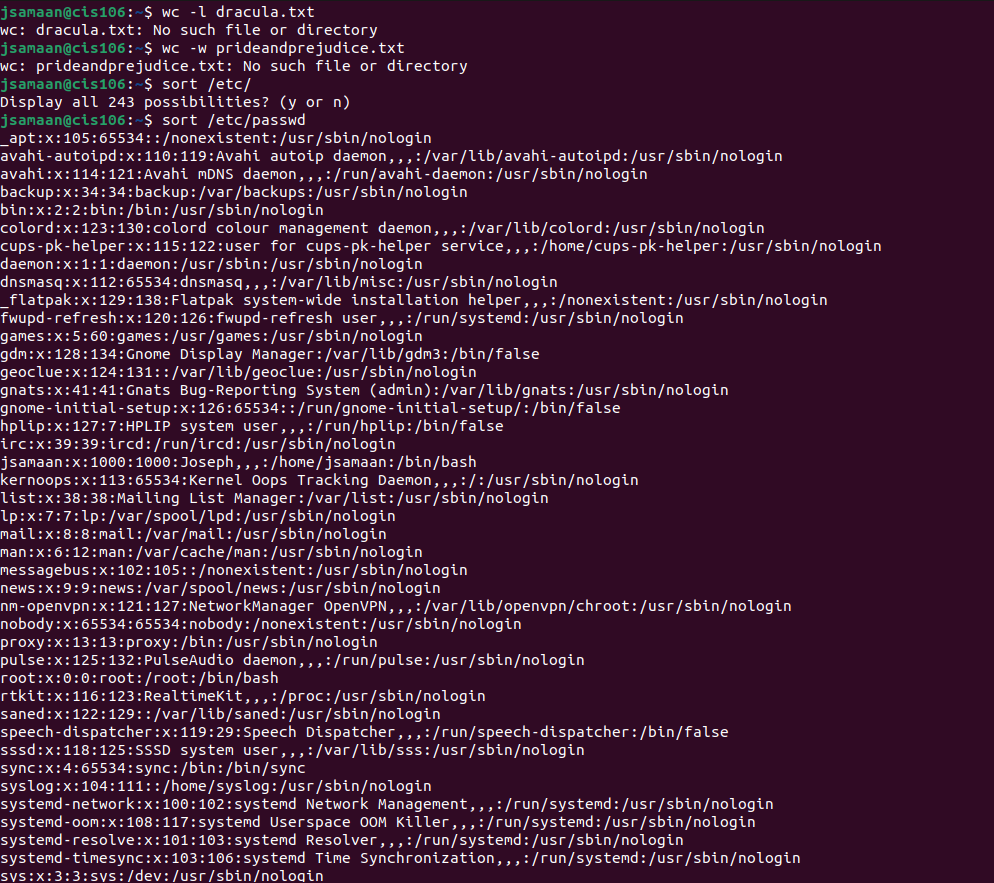 jsamaan@cis106:~$ wc -l dracula.txt
wc: dracula.txt: No such file or directory
jsamaan@cis106:~$ wc -w prideandprejudice.txt
wc: prideandprejudice.txt: No such file or directory
jsamaan@cis106:~$ sort /etc/
Display all 243 possibilities? (y or n)
jsamaan@cis106:~$ sort /etc/passwd
_apt:x:105:65534::/nonexistent:/usr/sbin/nologin
avahi-autoipd:x:110:119:Avahi autoip daemon,,,:/var/lib/avahi-autoipd:/usr/sbin/nologin
avahi:x:114:121:Avahi mDNS daemon,,,:/run/avahi-daemon:/usr/sbin/nologin
backup:x:34:34:backup:/var/backups:/usr/sbin/nologin
bin:x:2:2:bin:/bin:/usr/sbin/nologin
colord:x:123:130:colord colour management daemon,,,:/var/lib/colord:/usr/sbin/nologin
cups-pk-helper:x:115:122:user for cups-pk-helper service,,,:/home/cups-pk-helper:/usr/sbin/nologin
daemon:x:1:1:daemon:/usr/sbin:/usr/sbin/nologin
dnsmasq:x:112:65534:dnsmasq,,,:/var/lib/misc:/usr/sbin/nologin
_flatpak:x:129:138:Flatpak system-wide installation helper,,,:/nonexistent:/usr/sbin/nologin
fwupd-refresh:x:120:126:fwupd-refresh user,,,:/run/systemd:/usr/sbin/nologin
games:x:5:60:games:/usr/games:/usr/sbin/nologin
gdm:x:128:134:Gnome Display Manager:/var/lib/gdm3:/bin/false
geoclue:x:124:131::/var/lib/geoclue:/usr/sbin/nologin
gnats:x:41:41:Gnats Bug-Reporting System (admin):/var/lib/gnats:/usr/sbin/nologin
gnome-initial-setup:x:126:65534::/run/gnome-initial-setup/:/bin/false
hplip:x:127:7:HPLIP system user,,,:/run/hplip:/bin/false
irc:x:39:39:ircd:/run/ircd:/usr/sbin/nologin
jsamaan:x:1000:1000:Joseph,,,:/home/jsamaan:/bin/bash
kernoops:x:113:65534:Kernel Oops Tracking Daemon,,,:/:/usr/sbin/nologin
list:x:38:38:Mailing List Manager:/var/list:/usr/sbin/nologin
lp:x:7:7:lp:/var/spool/lpd:/usr/sbin/nologin
mail:x:8:8:mail:/var/mail:/usr/sbin/nologin
man:x:6:12:man:/var/cache/man:/usr/sbin/nologin
messagebus:x:102:105::/nonexistent:/usr/sbin/nologin
news:x:9:9:news:/var/spool/news:/usr/sbin/nologin
nm-openvpn:x:121:127:NetworkManager OpenVPN,,,:/var/lib/openvpn/chroot:/usr/sbin/nologin
nobody:x:65534:65534:nobody:/nonexistent:/usr/sbin/nologin
proxy:x:13:13:proxy:/bin:/usr/sbin/nologin
pulse:x:125:132:PulseAudio daemon,,,:/run/pulse:/usr/sbin/nologin
root:x:0:0:root:/root:/bin/bash
rtkit:x:116:123:RealtimeKit,,,:/proc:/usr/sbin/nologin
saned:x:122:129::/var/lib/saned:/usr/sbin/nologin
speech-dispatcher:x:119:29:Speech Dispatcher,,,:/run/speech-dispatcher:/bin/false
sssd:x:118:125:SSSD system user,,,:/var/lib/sss:/usr/sbin/nologin
sync:x:4:65534:sync:/bin:/bin/sync
syslog:x:104:111::/home/syslog:/usr/sbin/nologin
systemd-network:x:100:102:systemd Network Management,,,:/run/systemd:/usr/sbin/nologin
systemd-oom:x:108:117:systemd Userspace OOM Killer,,,:/run/systemd:/usr/sbin/nologin
systemd-resolve:x:101:103:systemd Resolver,,,:/run/systemd:/usr/sbin/nologin
systemd-timesync:x:103:106:systemd Time Synchronization,,,:/run/systemd:/usr/sbin/nologin
sys:x:3:3:sys:/dev:/usr/sbin/nologin